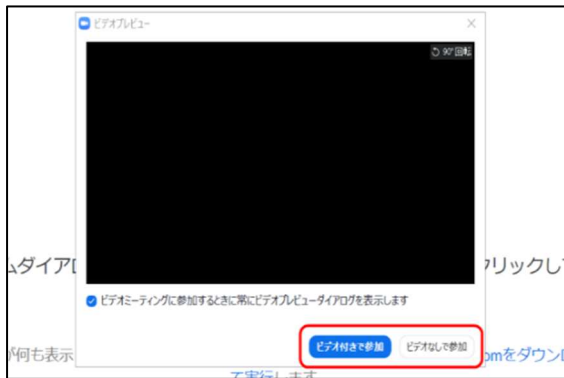 ビデオプレビュー
90°回転
ムダイアロ
クリックして
ビデオミーティングに参加するときに常にビデオプレビューダイアログを表示します
ビデオ付きで参加 ビデオなしで参加
が何も表示
omをダウンロ
て実行します